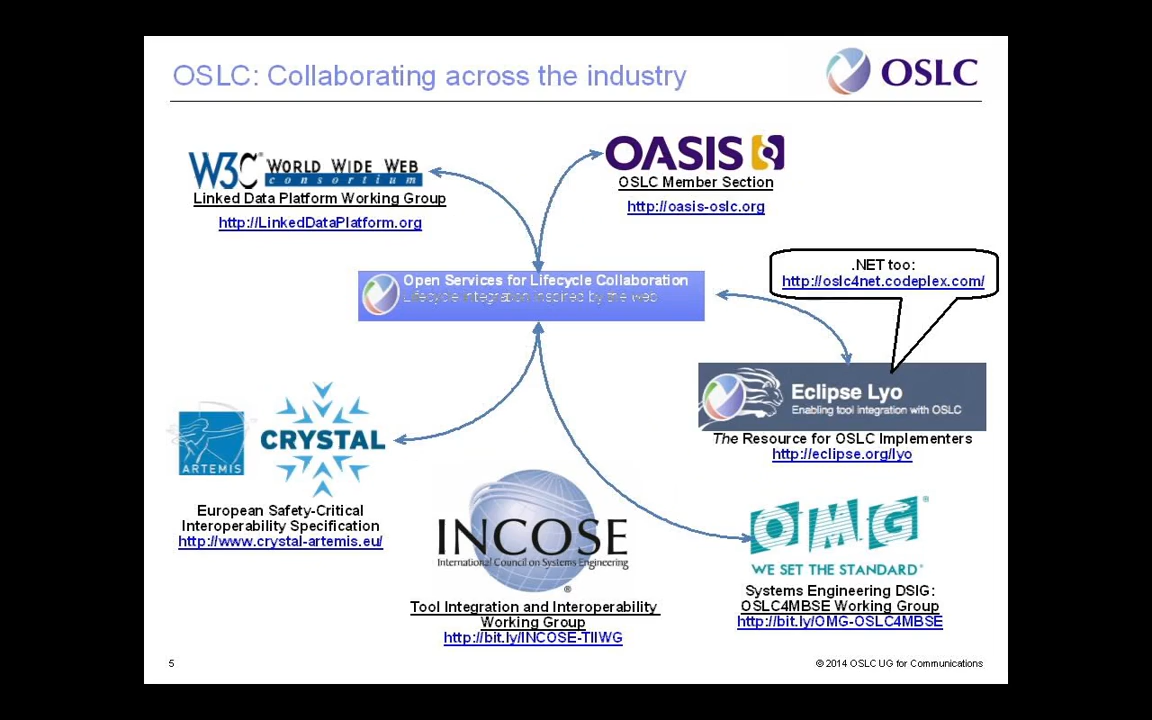 OSLC: Collaborating across the industry
OSLC
W3C® WORLD WIDE WEB
consortium
Linked Data Platform Working Group
http://LinkedDataPlatform.org
OASIS
OSLC Member Section
http://oasis-oslc.org
Open Services for Lifecycle Collaboration
Lifecycle integration inspired by the web
.NET too:
http://oslc4net.codeplex.com/
Eclipse Lyo
Enabling tool integration with OSLC
The Resource for OSLC Implementers
http://eclipse.org/lyo
ARTEMIS
CRYSTAL
European Safety-Critical
Interoperability Specification
http://www.crystal-artemis.eu/
INCOSE
International Council on Systems Engineering
®
Tool Integration and Interoperability
Working Group
http://bit.ly/INCOSE-TIIWG
OMG®
WE SET THE STANDARD®
Systems Engineering DSIG:
OSLC4MBSE Working Group
http://bit.ly/OMG-OSLC4MBSE
5
© 2014 OSLC UG for Communications